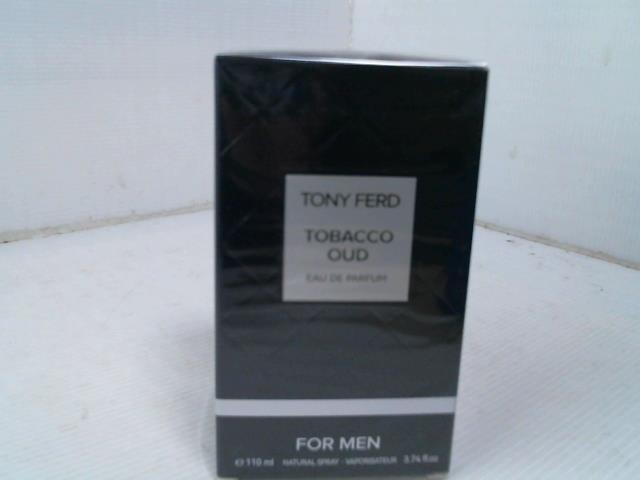 TONY FERD
TOBACCO
OUD
EAU DE PARFUM
FOR MEN
℮ 110 ml NATURAL SPRAY - VAPORISATEUR 3.74 fl.oz